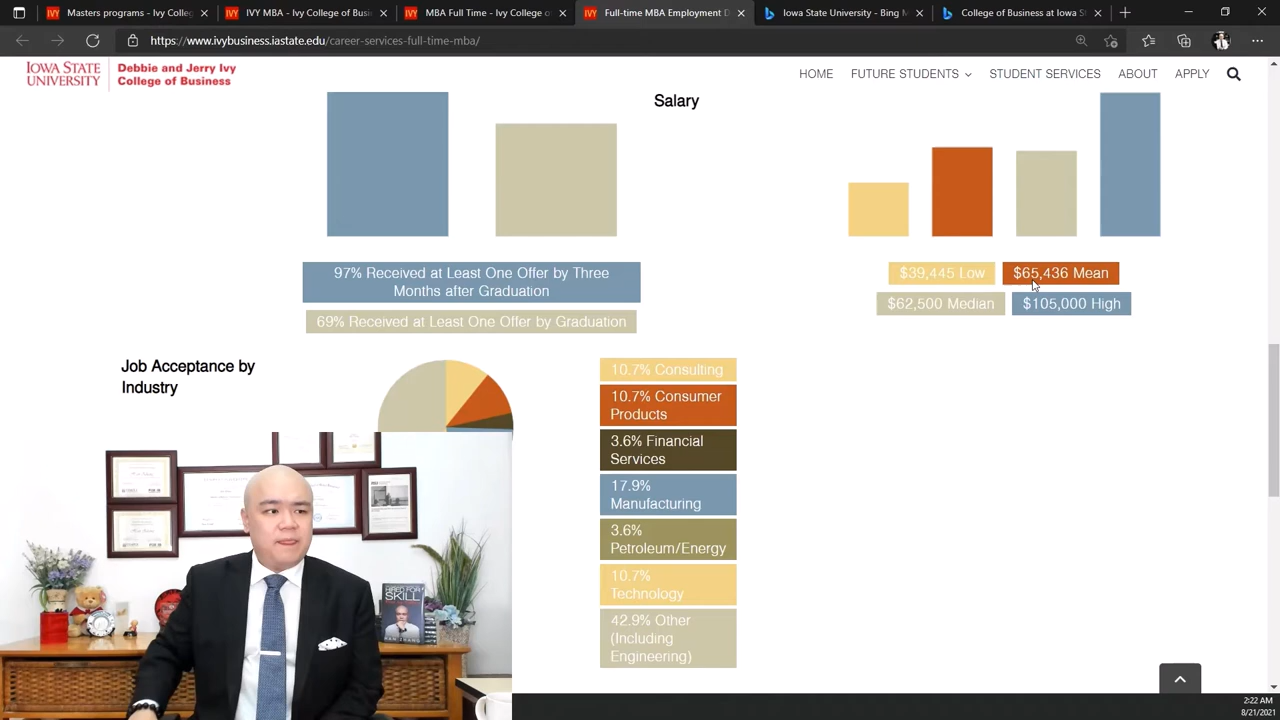 Masters programs - Ivy Colleg
IVY MBA - Ivy College of Busi
MBA Full Time - Ivy College o
Full-time MBA Employment D
Iowa State University - Bing M
College of Business at Iowa S
https://www.ivybusiness.iastate.edu/career-services-full-time-mba/
IOWA STATE UNIVERSITY
Debbie and Jerry Ivy
College of Business
HOME FUTURE STUDENTS STUDENT SERVICES ABOUT APPLY
Salary
97% Received at Least One Offer by Three
Months after Graduation
69% Received at Least One Offer by Graduation
$39,445 Low
$65,436 Mean
$62,500 Median
$105,000 High
Job Acceptance by
Industry
10.7% Consulting
10.7% Consumer
Products
3.6% Financial
Services
17.9%
Manufacturing
3.6%
Petroleum/Energy
10.7%
Technology
42.9% Other
(Including
Engineering)
SKILL
2:22 AM
8/21/2021